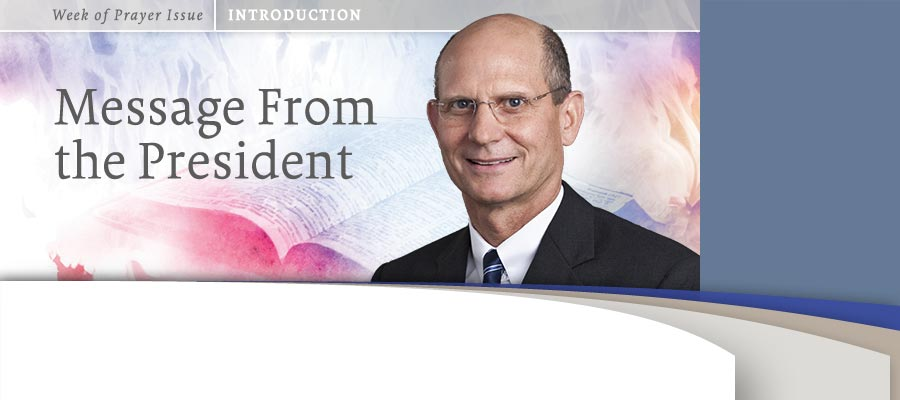 Week of Prayer Issue INTRODUCTION
Message From
the President